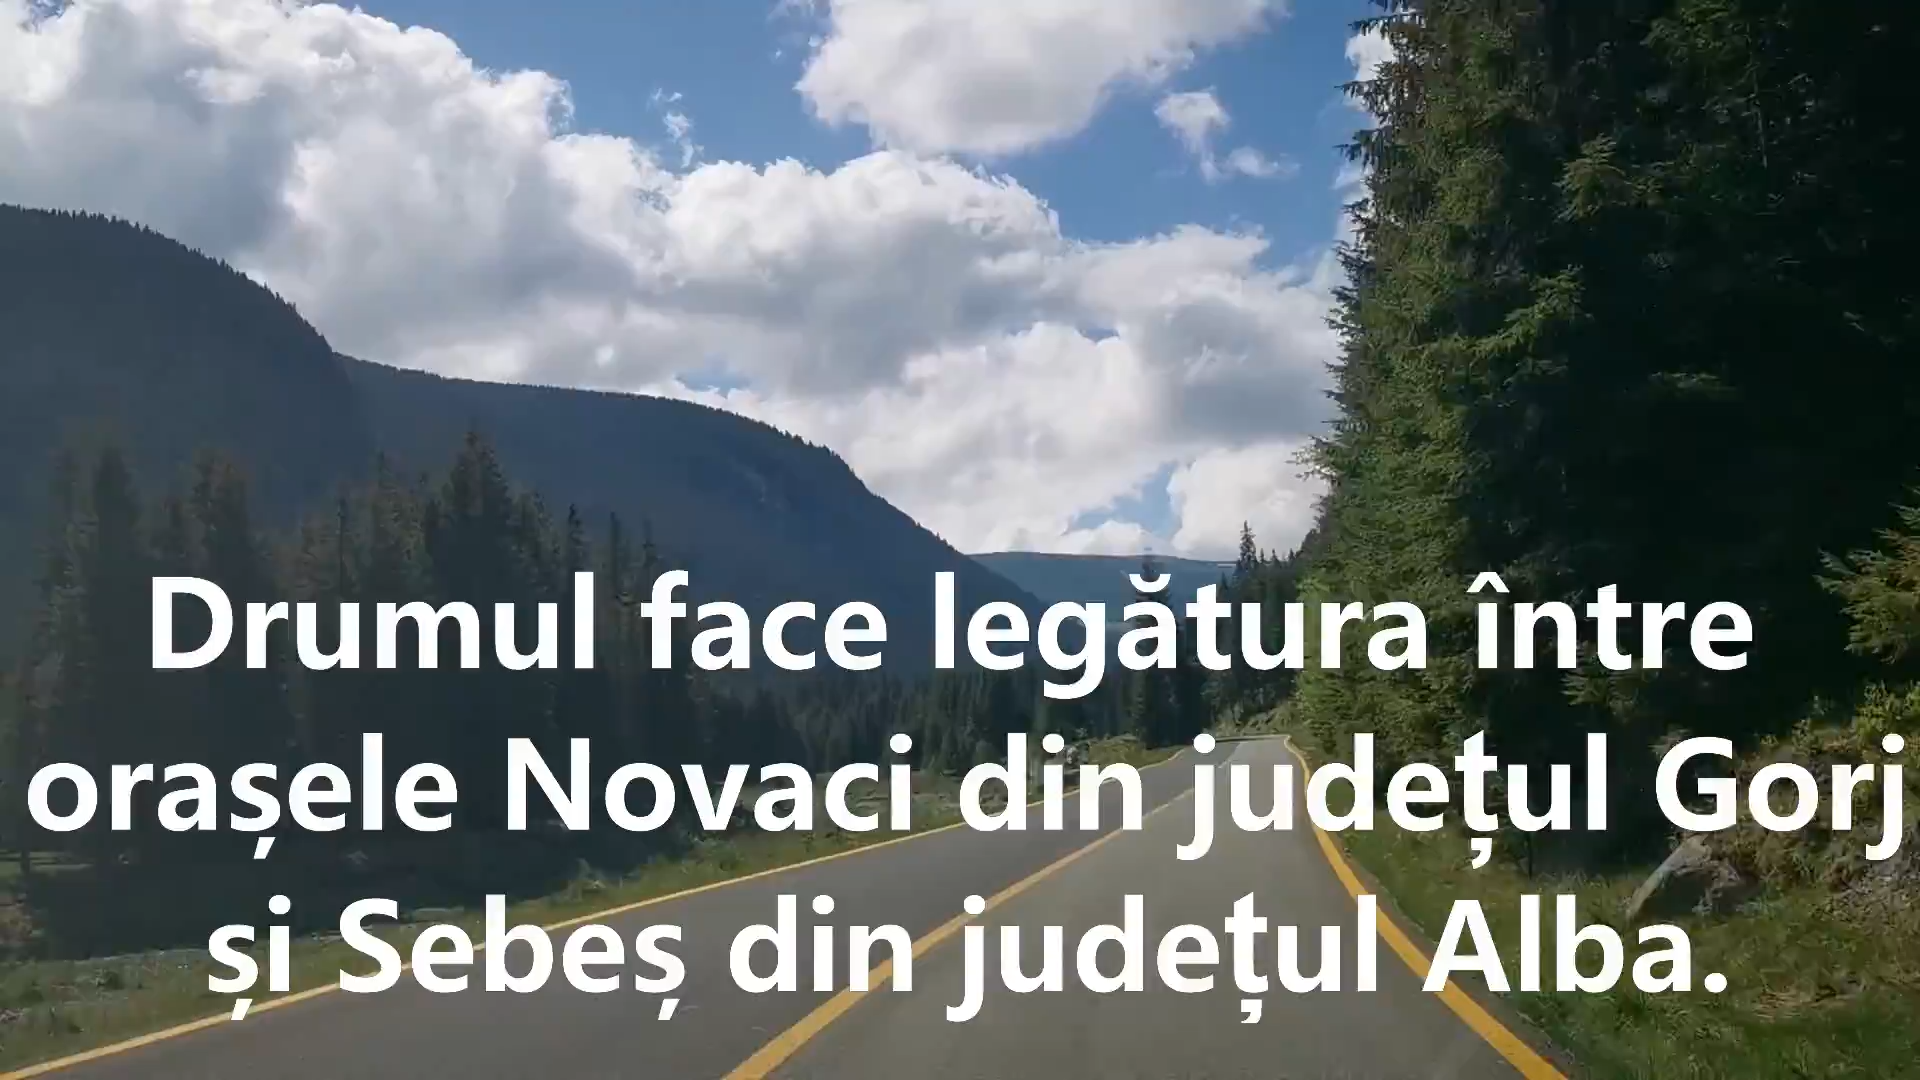 Drumul face legătura între
orașele Novaci din județul Gorj
și Sebeș din județul Alba.